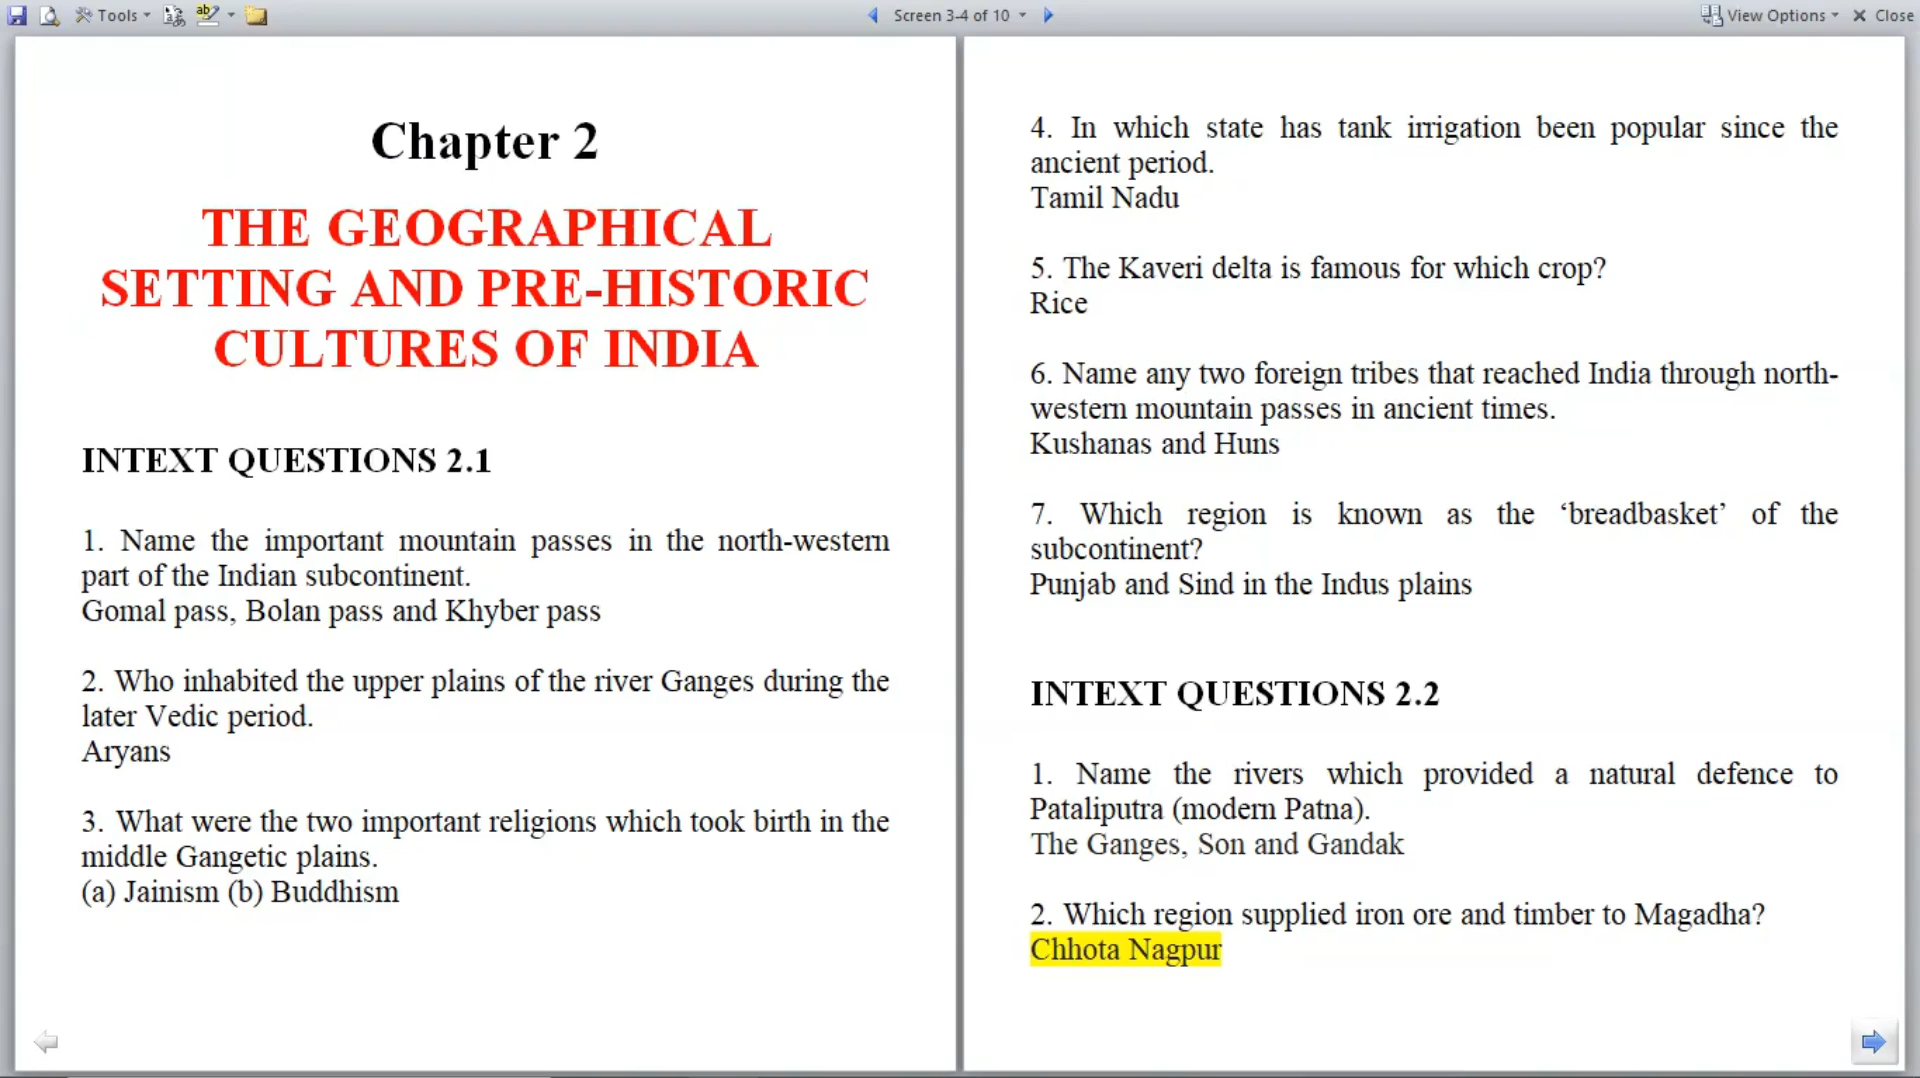 Tools
Screen 3-4 of 10
View Options
Close
Chapter 2
THE GEOGRAPHICAL
SETTING AND PRE-HISTORIC
CULTURES OF INDIA
INTEXT QUESTIONS 2.1
1. Name the important mountain passes in the north-western
part of the Indian subcontinent.
Gomal pass, Bolan pass and Khyber pass
2. Who inhabited the upper plains of the river Ganges during the
later Vedic period.
Aryans
3. What were the two important religions which took birth in the
middle Gangetic plains.
(a) Jainism (b) Buddhism
4. In which state has tank irrigation been popular since the
ancient period.
Tamil Nadu
5. The Kaveri delta is famous for which crop?
Rice
6. Name any two foreign tribes that reached India through north-
western mountain passes in ancient times.
Kushanas and Huns
7. Which region is known as the ‘breadbasket’ of the
subcontinent?
Punjab and Sind in the Indus plains
INTEXT QUESTIONS 2.2
1. Name the rivers which provided a natural defence to
Pataliputra (modern Patna).
The Ganges, Son and Gandak
2. Which region supplied iron ore and timber to Magadha?
Chhota Nagpur